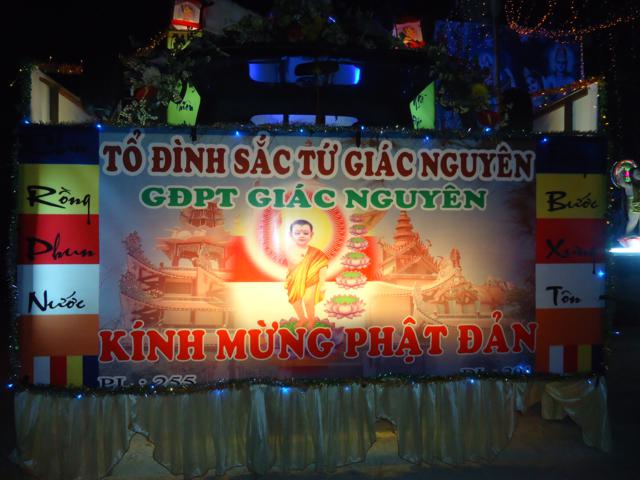 TỔ ĐÌNH SẮC TỨ GIÁC NGUYÊN
GĐPT GIÁC NGUYÊN
Rồng
Phun
Nước
Bước
Xuống
Tôn
KÍNH MỪNG PHẬT ĐẢN
PL : 255